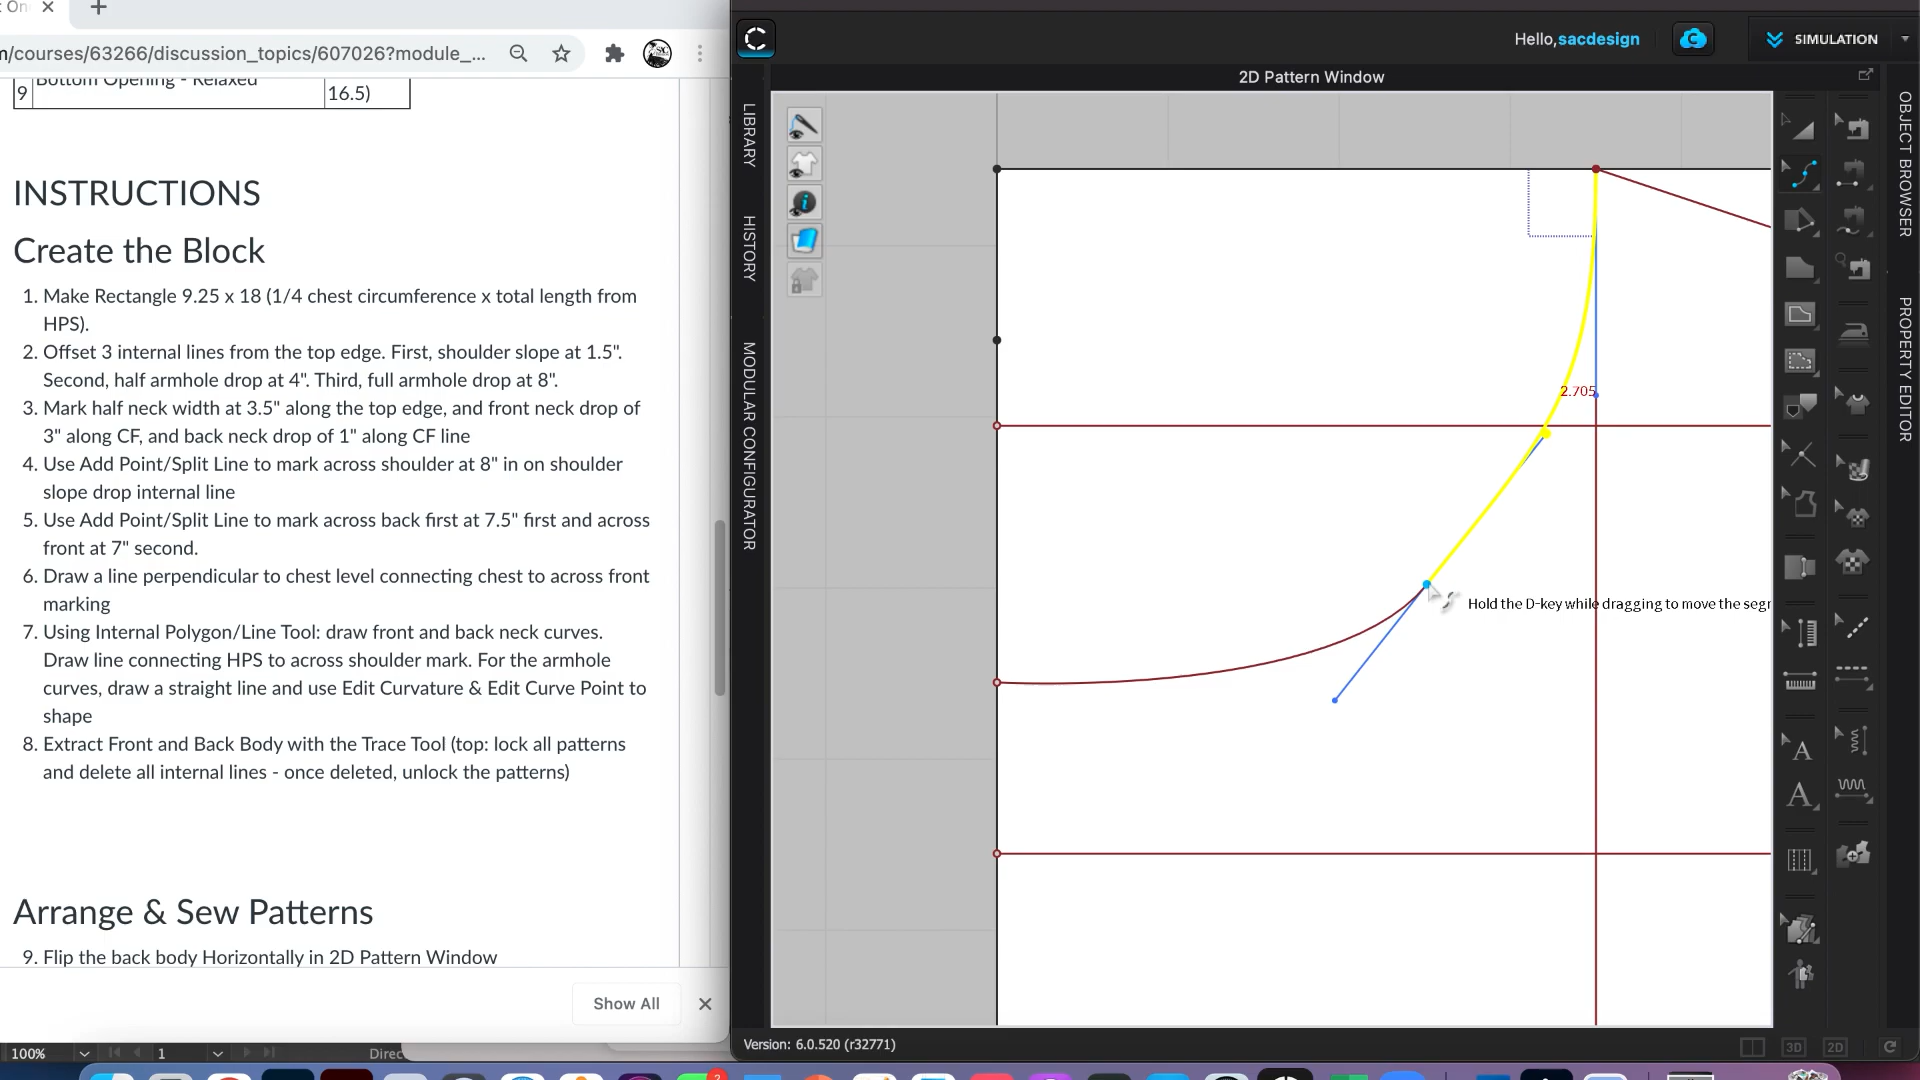 t On
m/courses/63266/discussion_topics/607026?module_...
9 Bottom Opening - Relaxed 16.5)
INSTRUCTIONS
Create the Block
1. Make Rectangle 9.25 x 18 (1/4 chest circumference x total length from
HPS).
2. Offset 3 internal lines from the top edge. First, shoulder slope at 1.5".
Second, half armhole drop at 4". Third, full armhole drop at 8".
3. Mark half neck width at 3.5" along the top edge, and front neck drop of
3" along CF, and back neck drop of 1" along CF line
4. Use Add Point/Split Line to mark across shoulder at 8" in on shoulder
slope drop internal line
5. Use Add Point/Split Line to mark across back first at 7.5" first and across
front at 7" second.
6. Draw a line perpendicular to chest level connecting chest to across front
marking
7. Using Internal Polygon/Line Tool: draw front and back neck curves.
Draw line connecting HPS to across shoulder mark. For the armhole
curves, draw a straight line and use Edit Curvature & Edit Curve Point to
shape
8. Extract Front and Back Body with the Trace Tool (top: lock all patterns
and delete all internal lines - once deleted, unlock the patterns)
Arrange & Sew Patterns
9. Flip the back body Horizontally in 2D Pattern Window
Show All
100%
1
Direc
Hello,sacdesign
SIMULATION
2D Pattern Window
LIBRARY
HISTORY
MODULAR CONFIGURATOR
2.705
Hold the D-key while dragging to move the segr
OBJECT BROWSER
PROPERTY EDITOR
A
A
Version: 6.0.520 (r32771)
3D
2D
2